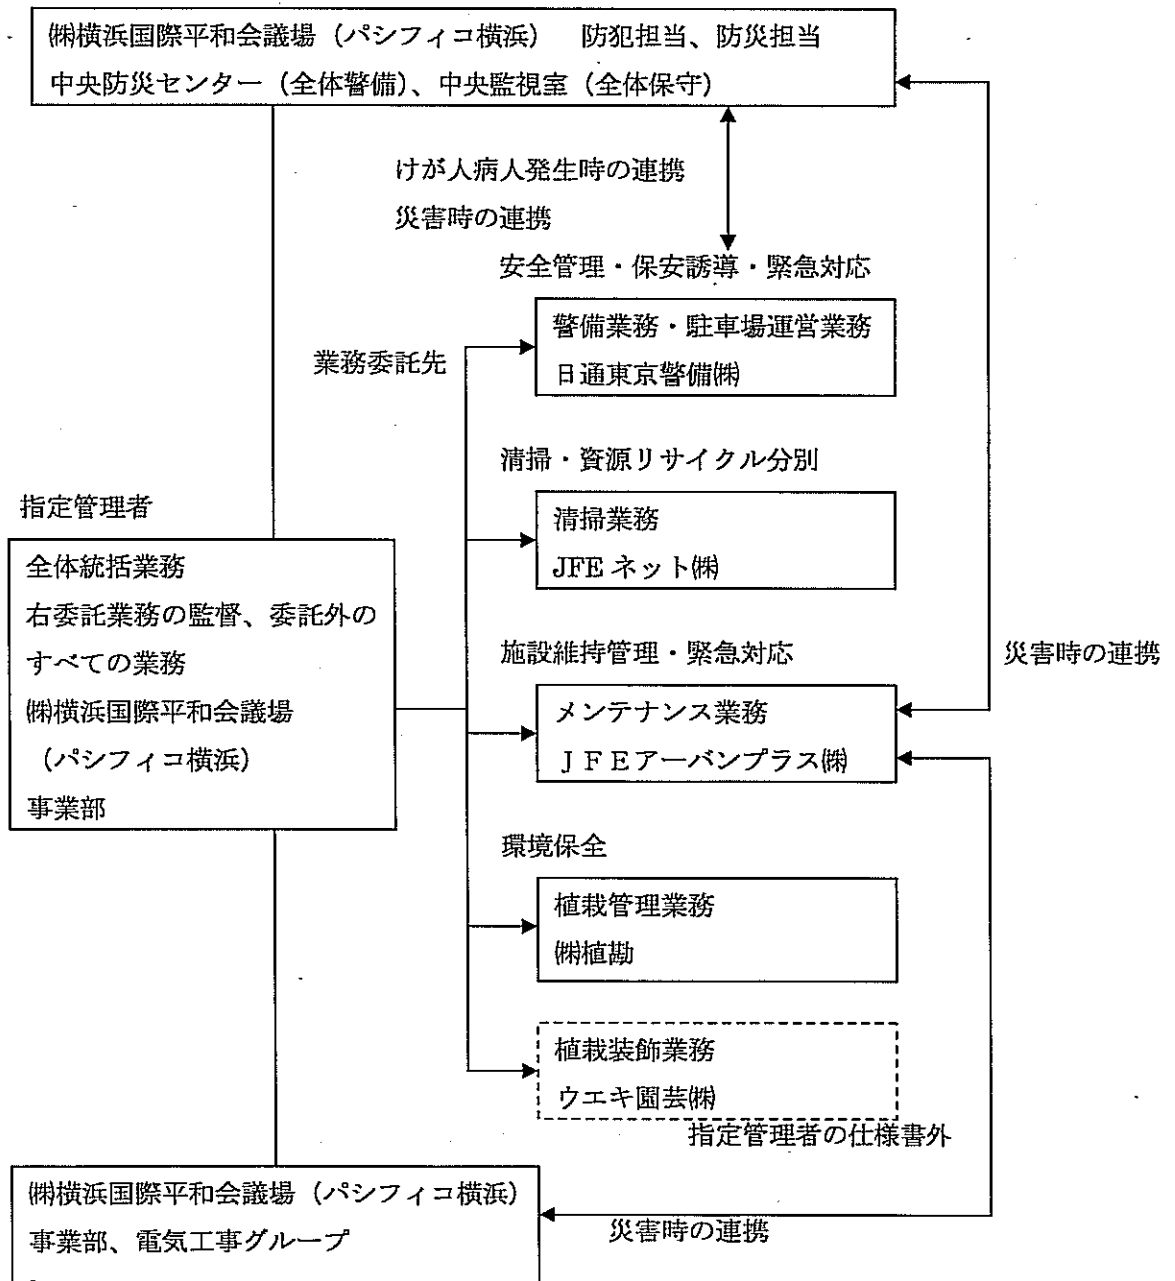 ㈱横浜国際平和会議場（パシフィコ横浜）　防犯担当、防災担当
中央防災センター（全体警備）、中央監視室（全体保守）
けが人病人発生時の連携
災害時の連携
安全管理・保安誘導・緊急対応
警備業務・駐車場運営業務
日通東京警備㈱
業務委託先
清掃・資源リサイクル分別
清掃業務
JFEネット㈱
指定管理者
全体統括業務
右委託業務の監督、委託外の
すべての業務
㈱横浜国際平和会議場
（パシフィコ横浜）
事業部
施設維持管理・緊急対応
メンテナンス業務
ＪＦＥアーバンプラス㈱
災害時の連携
環境保全
植栽管理業務
㈱植勘
植栽装飾業務
ウエキ園芸㈱
指定管理者の仕様書外
㈱横浜国際平和会議場（パシフィコ横浜）
事業部、電気工事グループ
災害時の連携